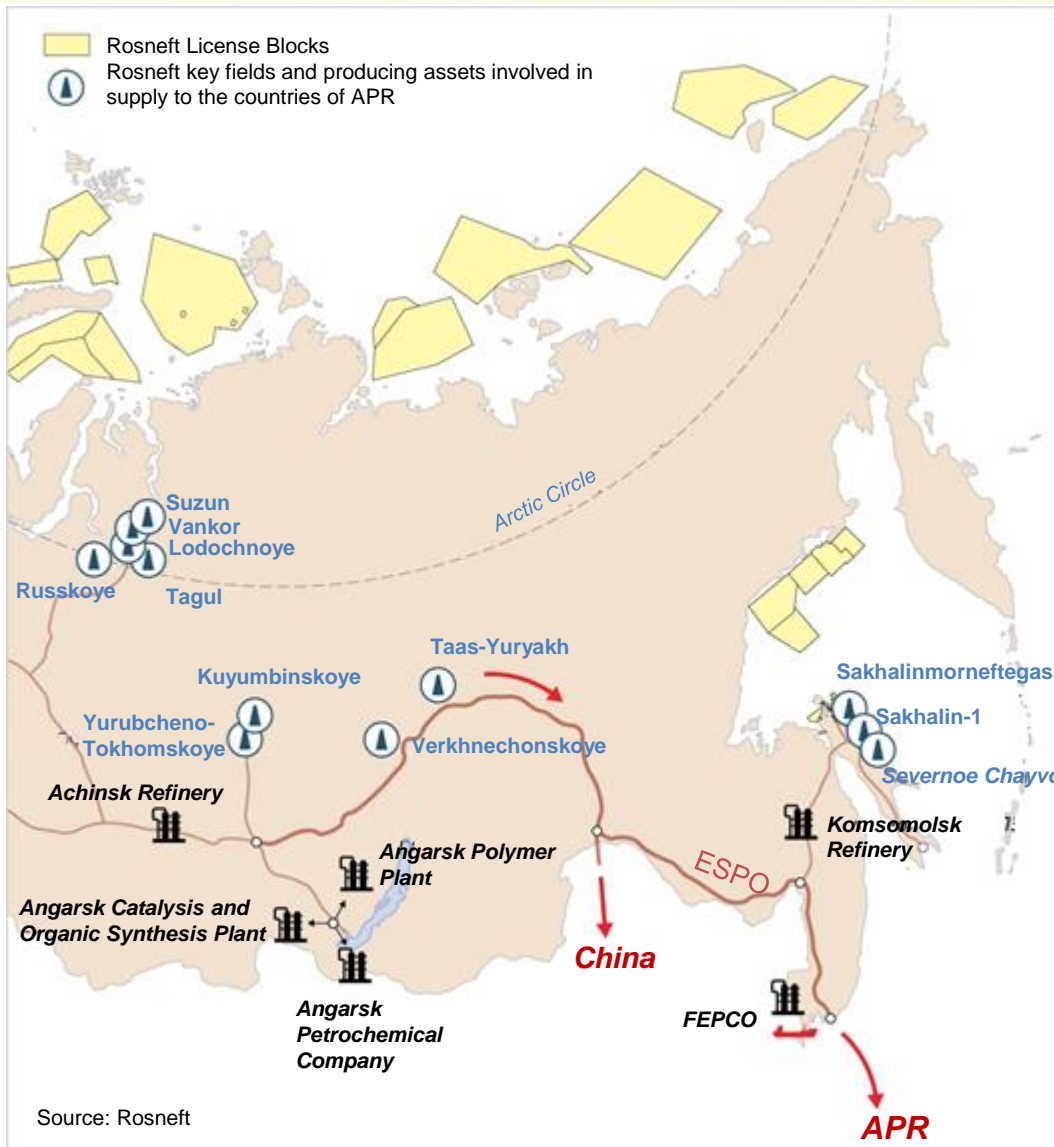 Rosneft License Blocks
Rosneft key fields and producing assets involved in
supply to the countries of APR
Arctic Circle
Suzun
Vankor
Lodochnoye
Russkoye
Tagul
Taas-Yuryakh
Kuyumbinskoye
Yurubcheno-
Tokhomskoye
Verkhnechonskoye
Sakhalinmorneftegas
Sakhalin-1
Severnoe Chayvo
Achinsk Refinery
Komsomolsk
Refinery
Angarsk Polymer
Plant
ESPO
Angarsk Catalysis and
Organic Synthesis Plant
China
Angarsk
Petrochemical
Company
FEPCO
Source: Rosneft
APR